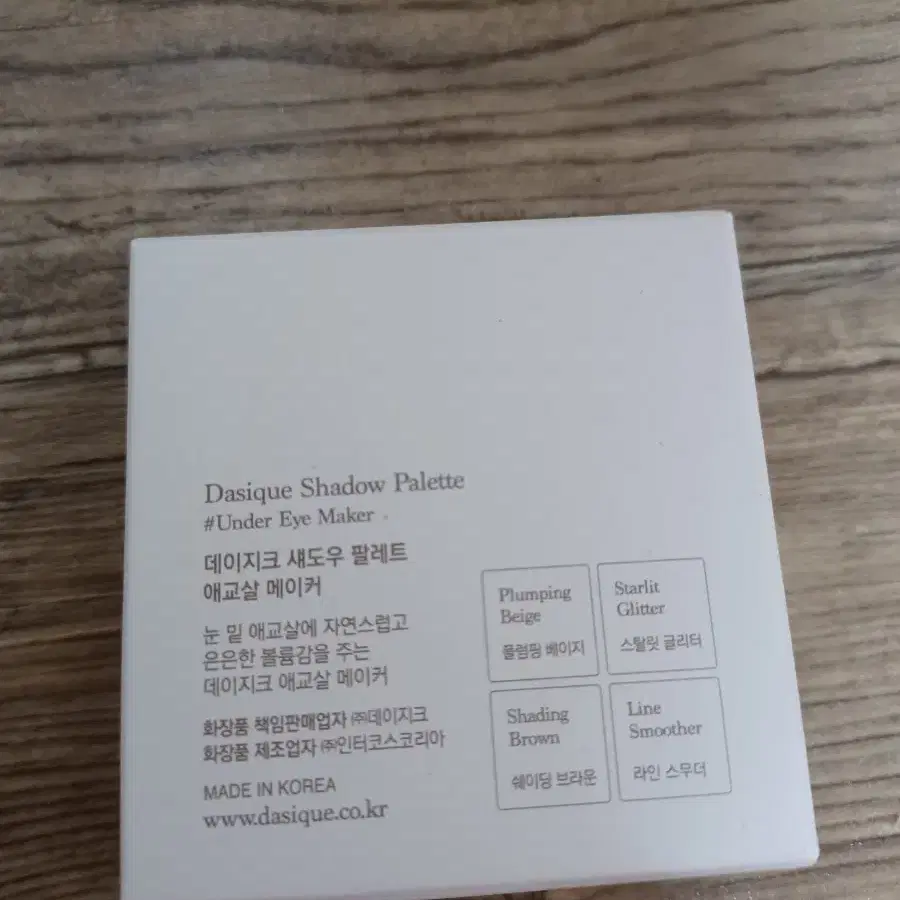 Dasique Shadow Palette
#Under Eye Maker
데이지크 섀도우 팔레트
애교살 메이커
눈 밑 애교살에 자연스럽고
은은한 볼륨감을 주는
데이지크 애교살 메이커
화장품 책임판매업자 ㈜데이지크
화장품 제조업자 ㈜인터코스코리아
MADE IN KOREA
www.dasique.co.kr
Plumping
Beige
플럼핑 베이지
Starlit
Glitter
스탈릿 글리터
Shading
Brown
쉐이딩 브라운
Line
Smoother
라인 스무더